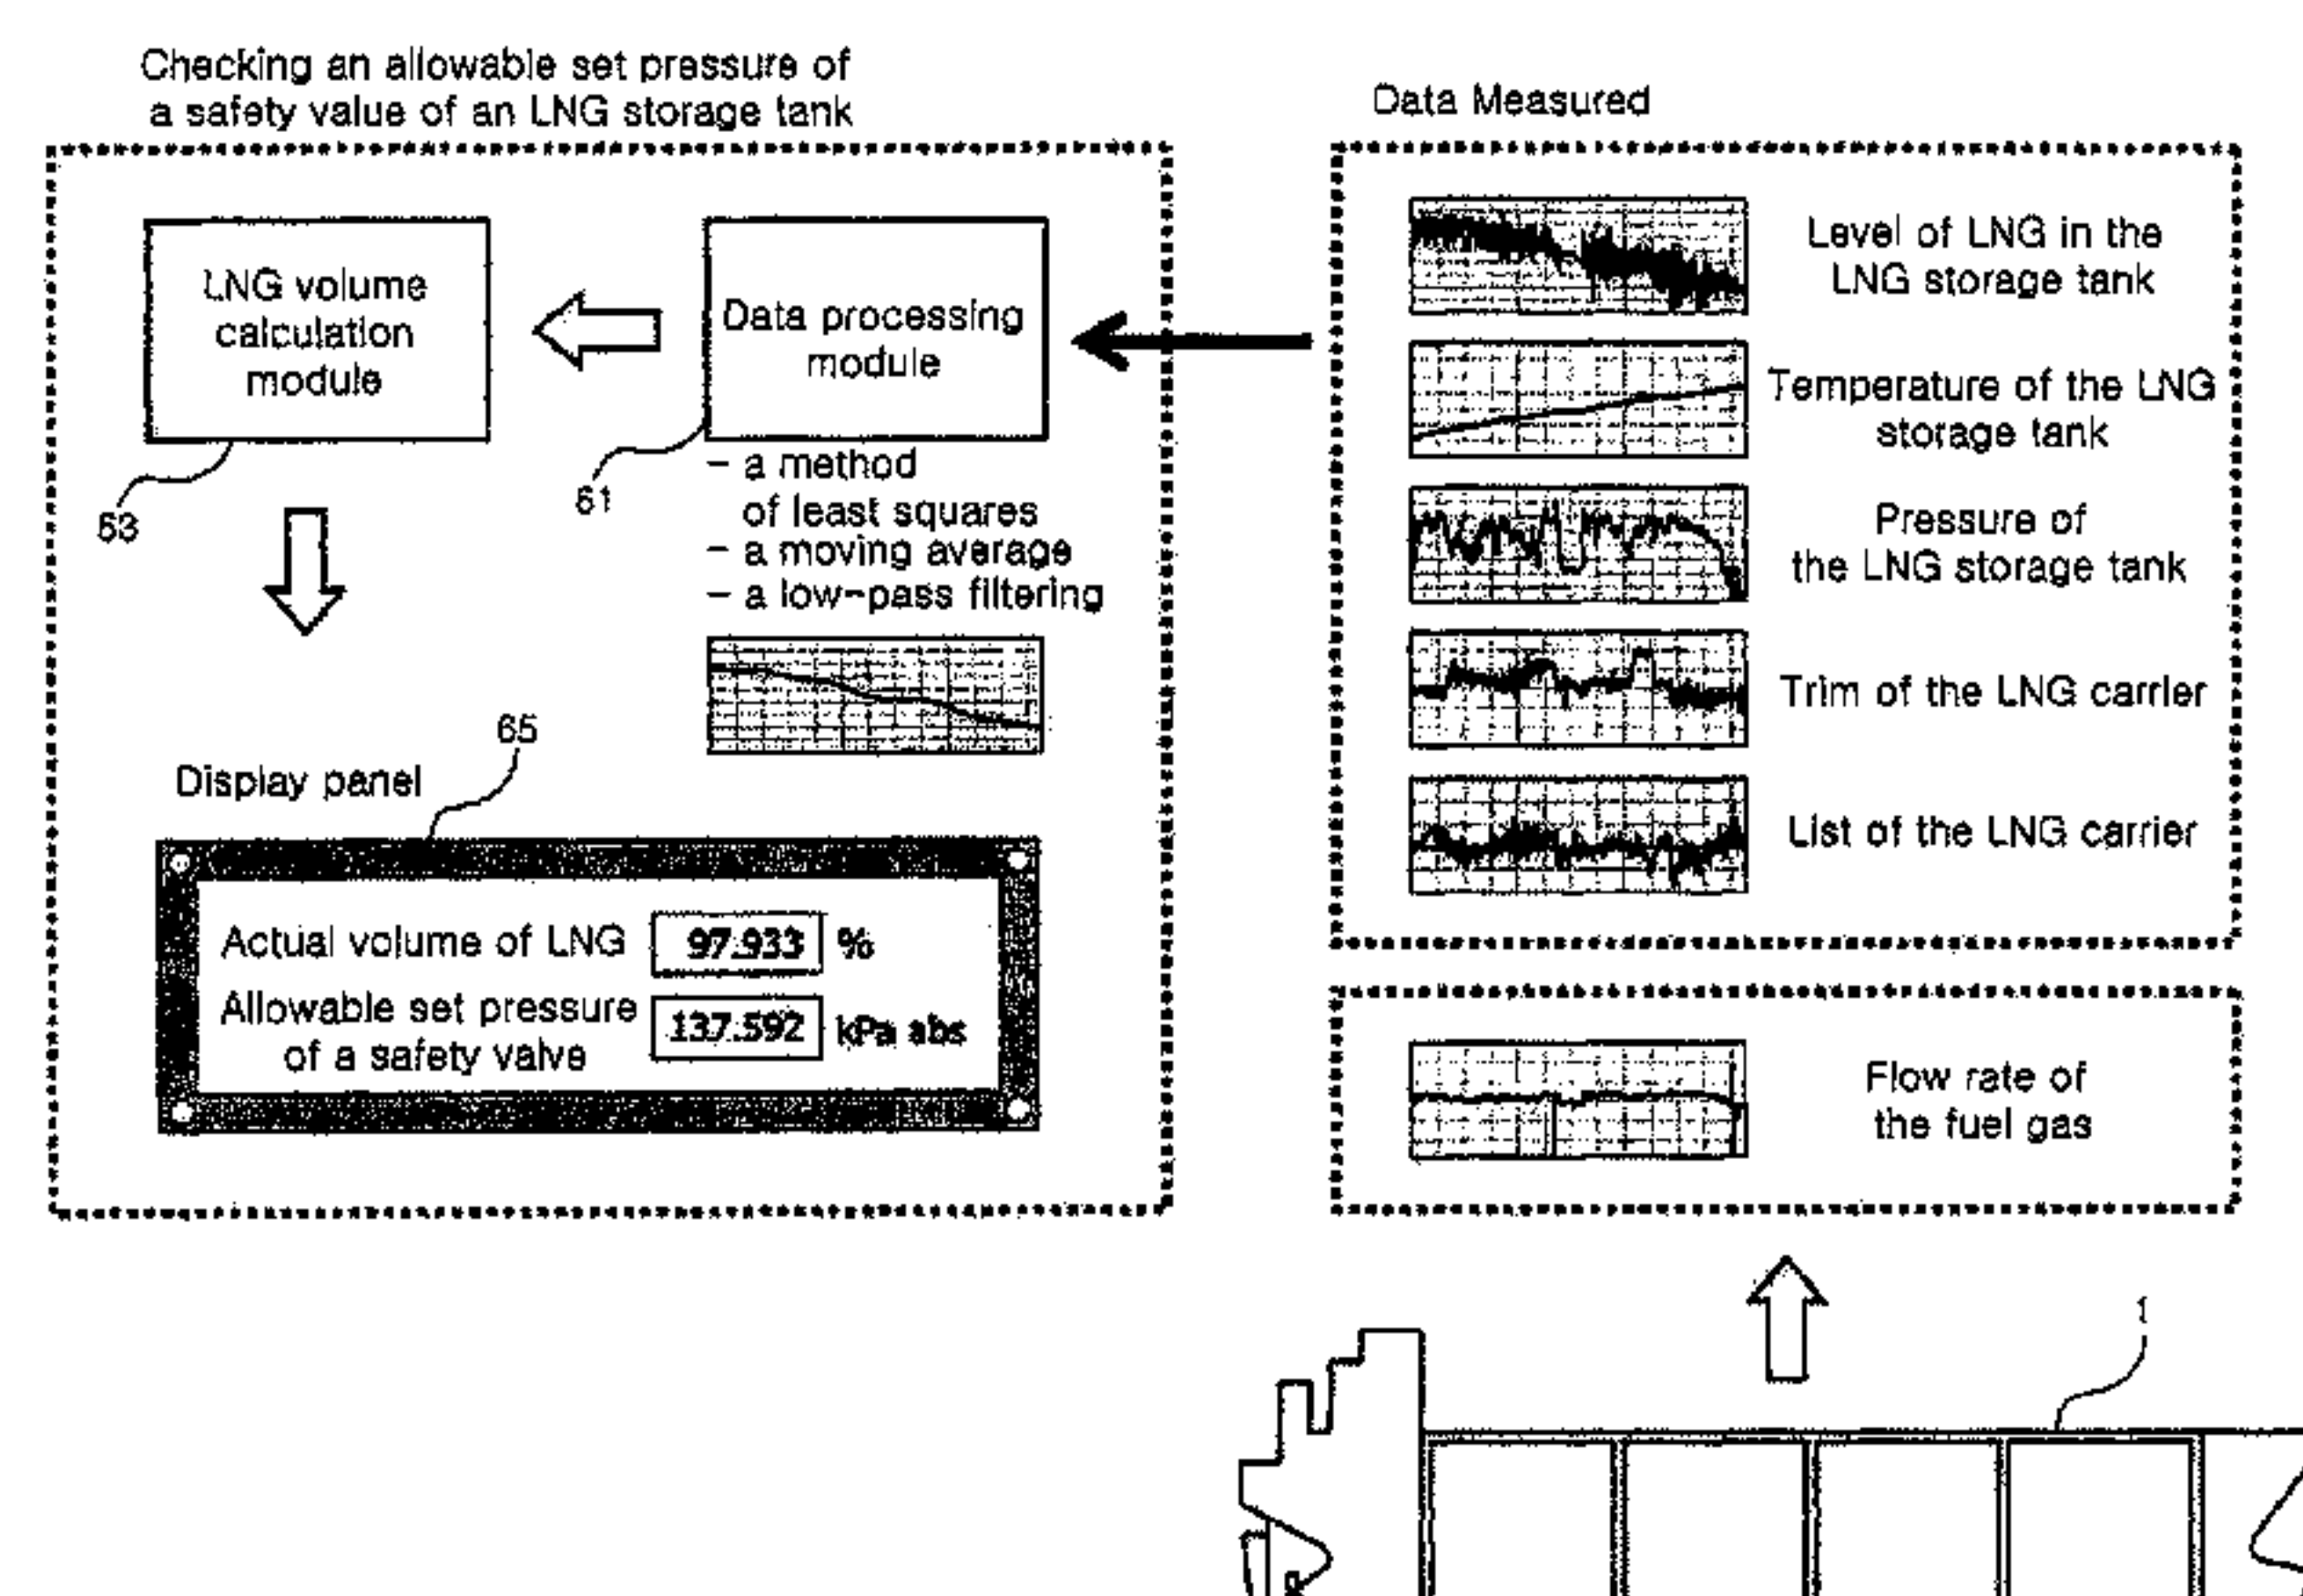 Checking an allowable set pressure of
a safety value of an LNG storage tank
LNG volume
calculation
module
63
Data processing
module
61
- a method
of least squares
- a moving average
- a low-pass filtering
65
Display panel
Actual volume of LNG 97.933 %
Allowable set pressure
of a safety valve 137.592 kPa abs
Data Measured
Level of LNG in the
LNG storage tank
Temperature of the LNG
storage tank
Pressure of
the LNG storage tank
Trim of the LNG carrier
List of the LNG carrier
Flow rate of
the fuel gas
1